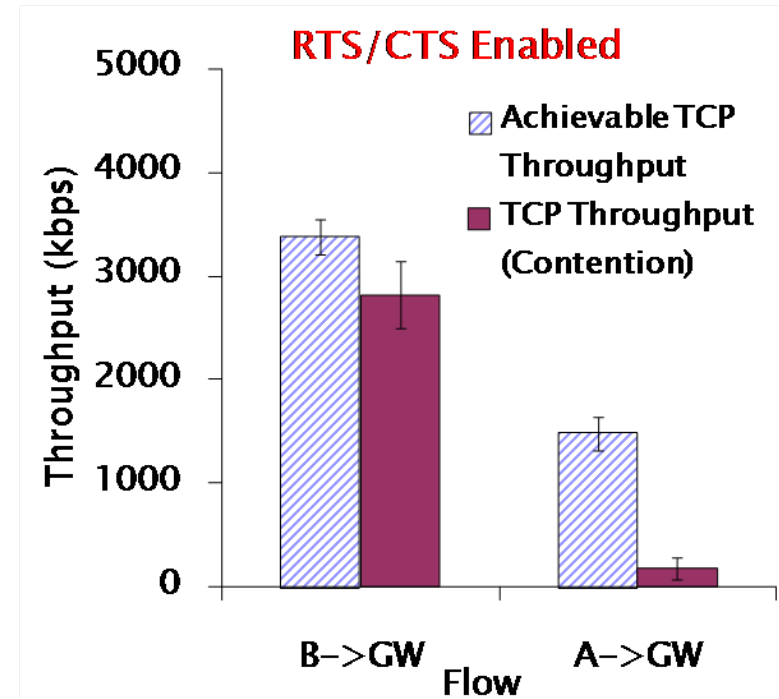 RTS/CTS Enabled
5000
4000
3000
2000
1000
0
Throughput (kbps)
Achievable TCP
Throughput
TCP Throughput
(Contention)
B->GW
A->GW
Flow